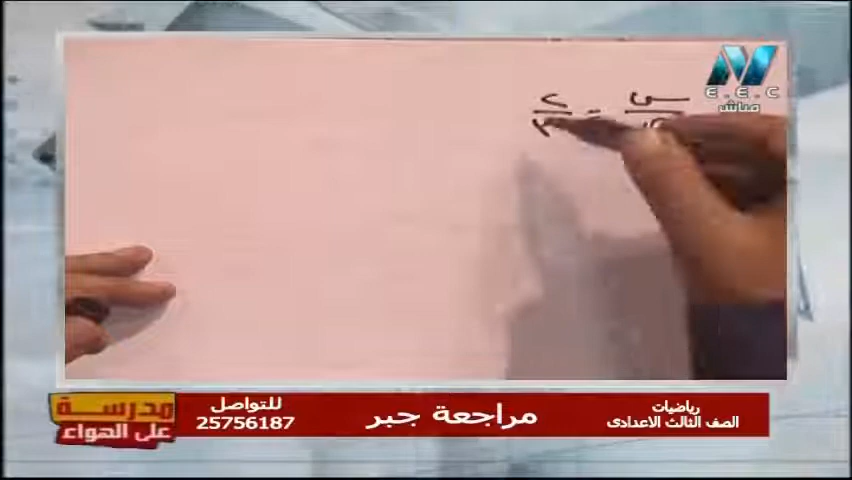 E.E.C
مباشر
س
رياضيات
الصف الثالث الاعدادى
مراجعة جبر
للتواصل
25756187
مدرسة
على الهواء